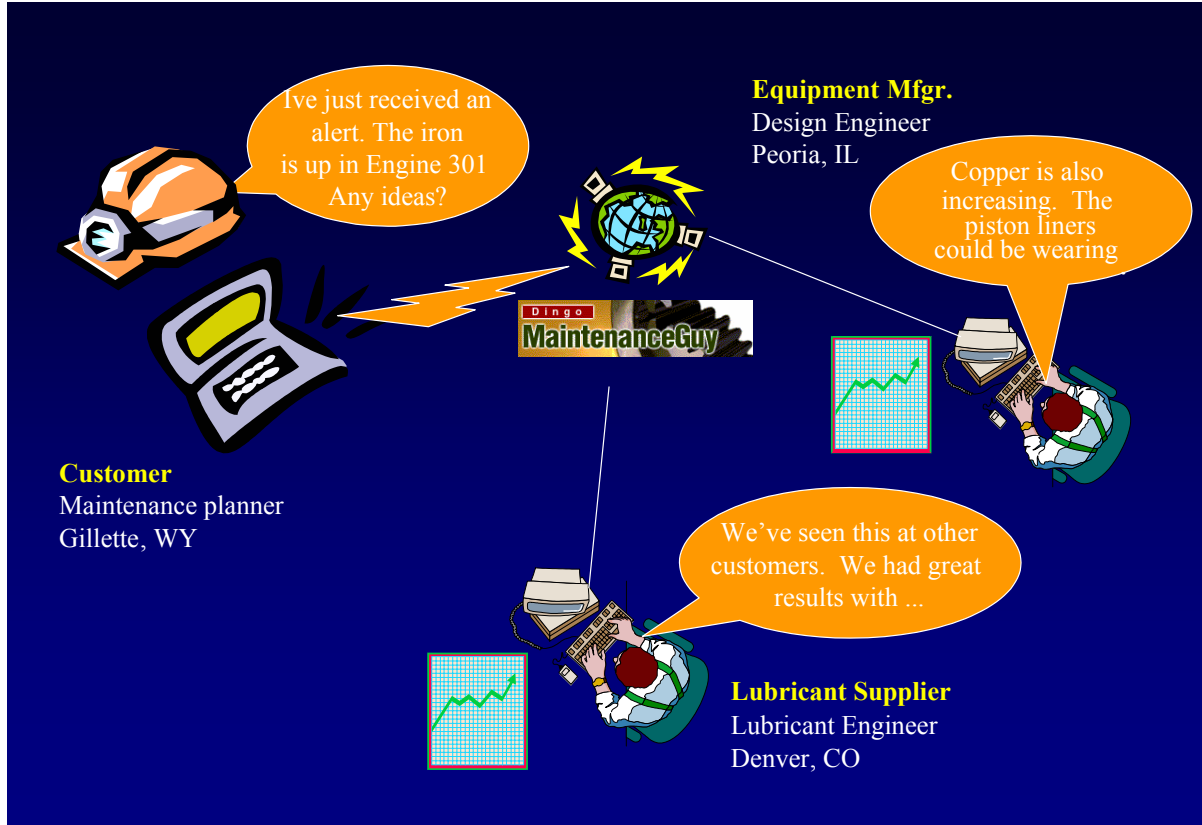 Ive just received an
alert. The iron
is up in Engine 301
Any ideas?
Equipment Mfgr.
Design Engineer
Peoria, IL
Copper is also
increasing. The
piston liners
could be wearing
.
Dingo
MaintenanceGuy
Customer
Maintenance planner
Gillette, WY
We’ve seen this at other
customers. We had great
results with ...
Lubricant Supplier
Lubricant Engineer
Denver, CO